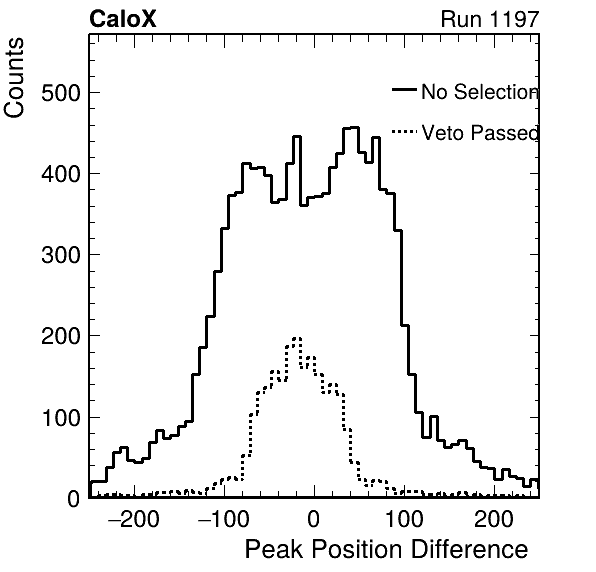 CaloX Run 1197
Counts
500
400
300
200
100
0
No Selection
Veto Passed
−200 −100 0 100 200
Peak Position Difference